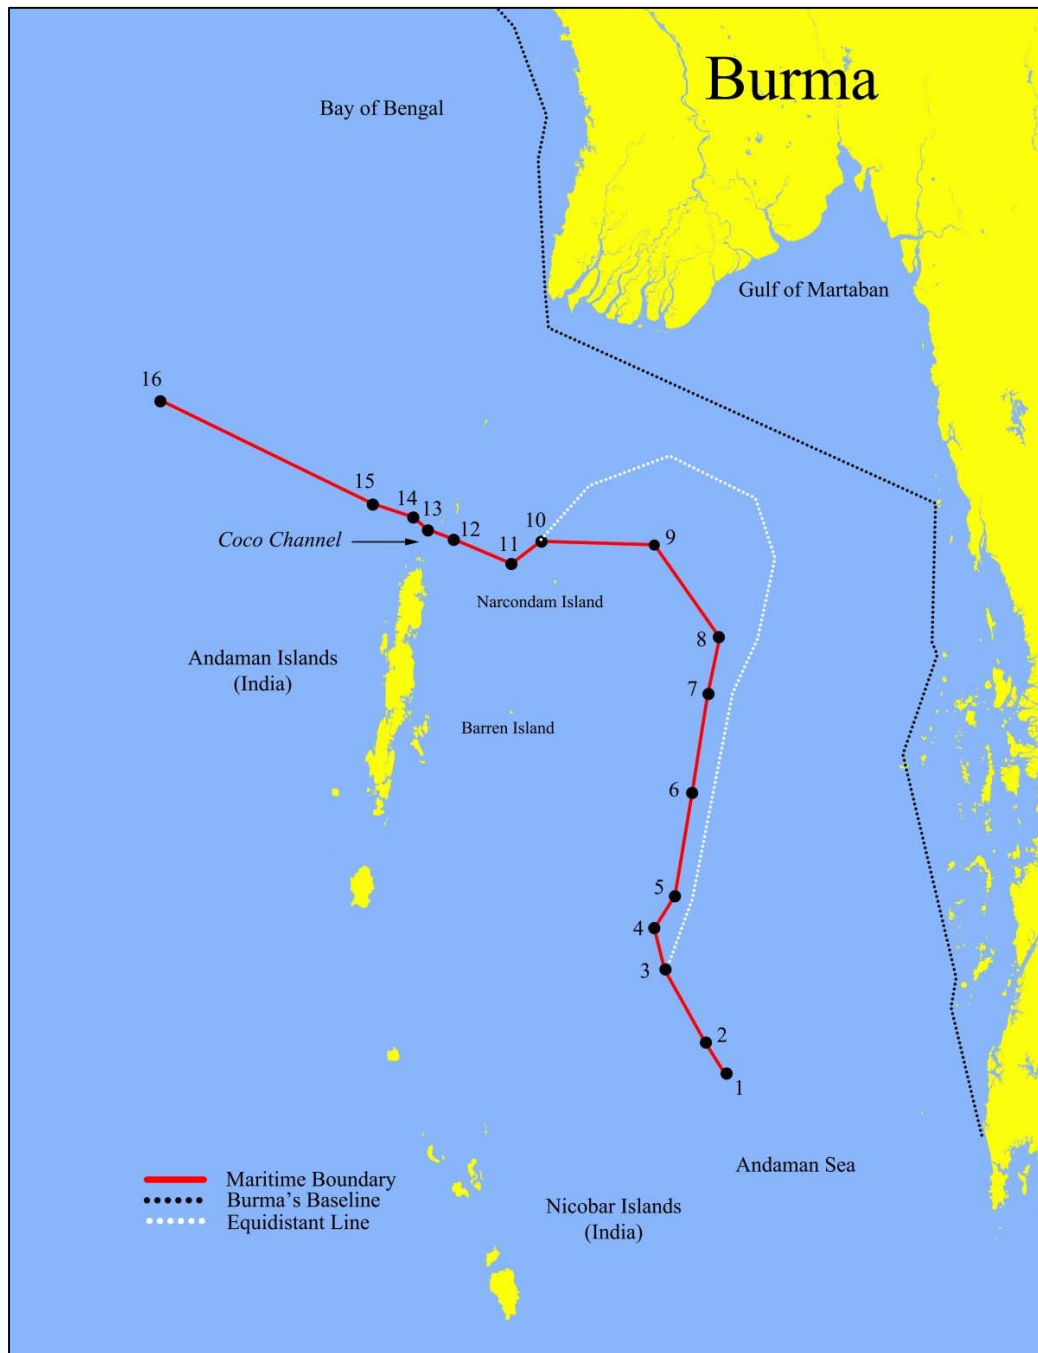 Burma
Bay of Bengal
Gulf of Martaban
16
15
14
13
12
11
10
9
Coco Channel
Narcondam Island
8
Andaman Islands
(India)
7
Barren Island
6
5
4
3
2
1
Andaman Sea
Maritime Boundary
Burma's Baseline
Equidistant Line
Nicobar Islands
(India)